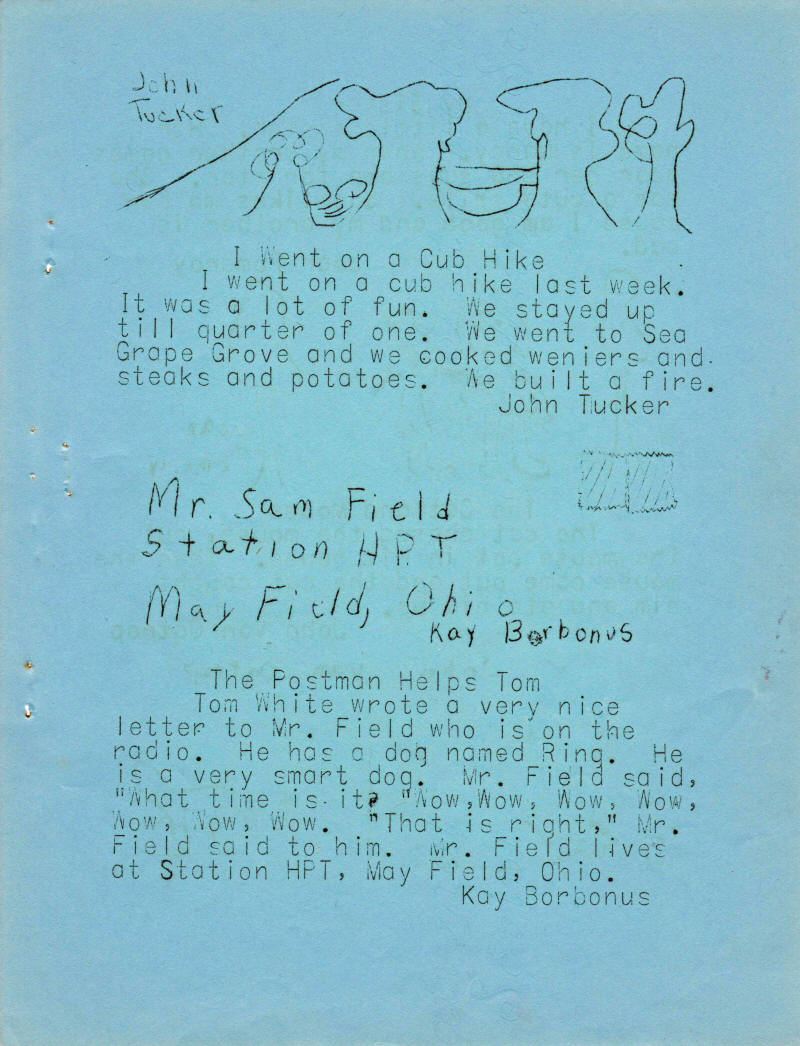 John
Tucker
I Went on a Cub Hike
I went on a cub hike last week.
It was a lot of fun. We stayed up
till quarter of one. We went to Sea
Grape Grove and we cooked weniers and
steaks and potatoes. We built a fire.
John Tucker
Mr. Sam Field
Station HPT
May Field, Ohio
Kay Borbonus
The Postman Helps Tom
Tom White wrote a very nice
letter to Mr. Field who is on the
radio. He has a dog named Ring. He
is a very smart dog. Mr. Field said,
"What time is it? "Wow,Wow, Wow, Wow,
Wow, Wow, Wow. "That is right," Mr.
Field said to him. Mr. Field lives
at Station HPT, May Field, Ohio.
Kay Borbonus